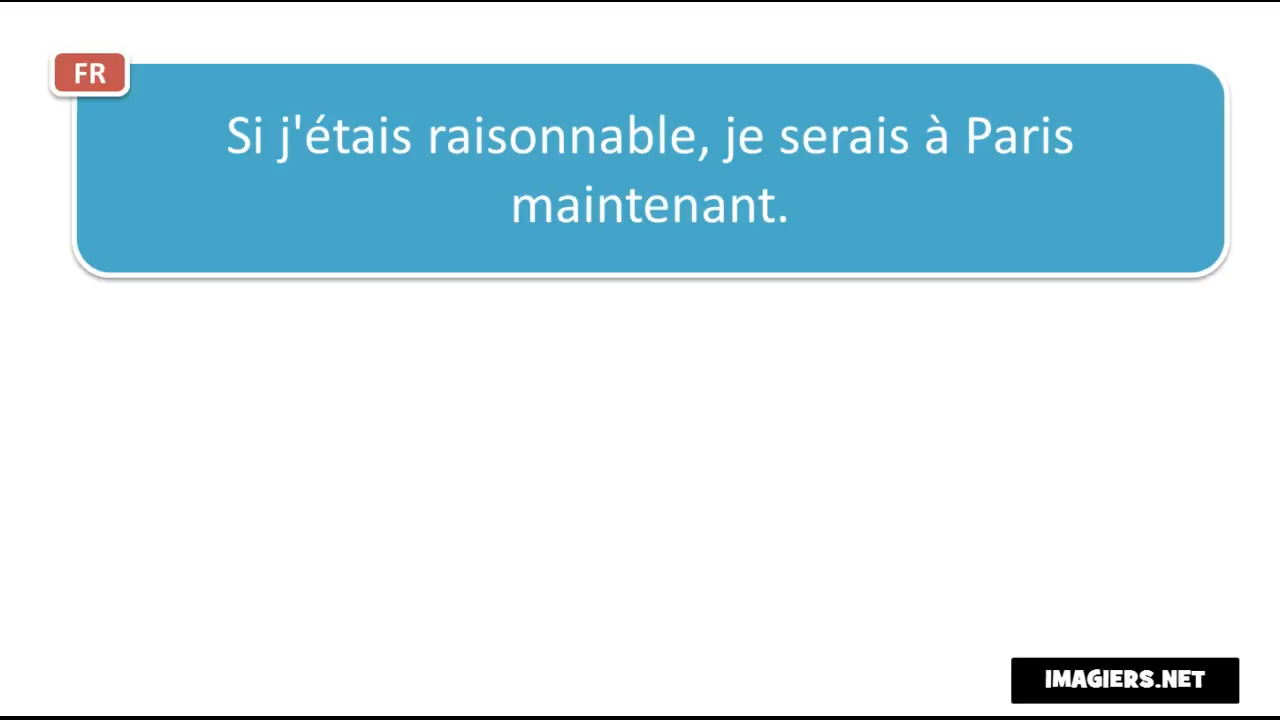 FR
Si j'étais raisonnable, je serais à Paris
maintenant.
IMAGIERS.NET